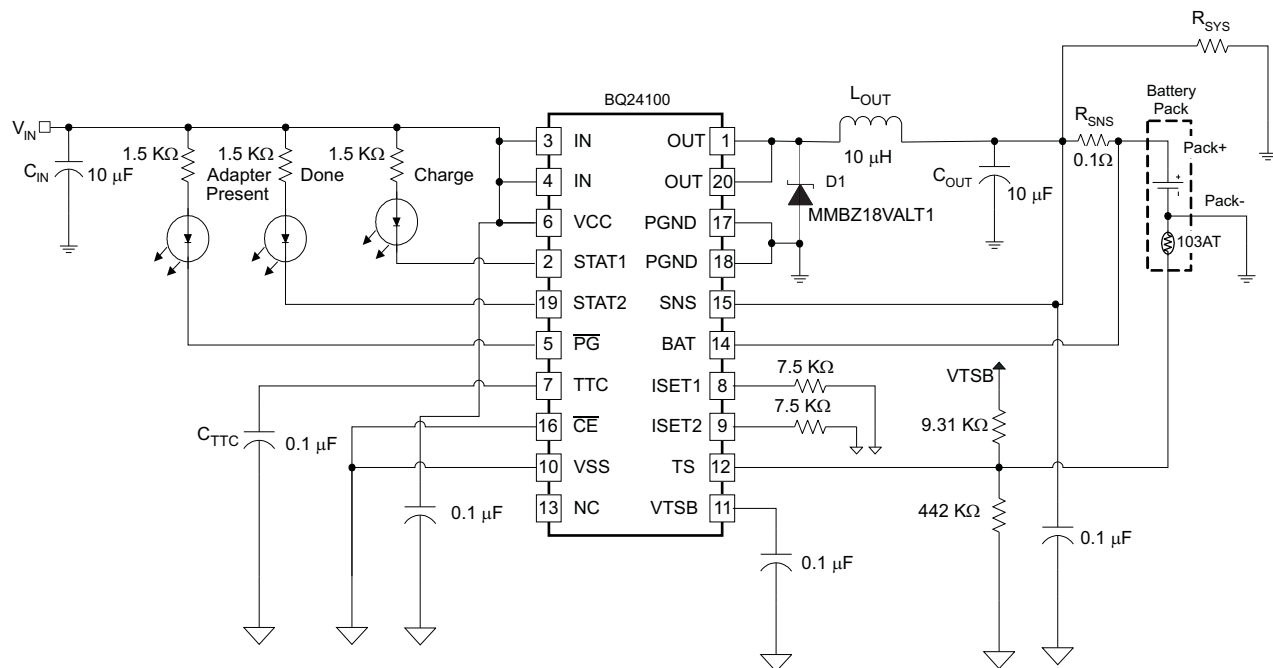 R_SYS
BQ24100
L_OUT
Battery
Pack
V_IN
R_SNS
3 IN OUT 1
1.5 KΩ 1.5 KΩ 1.5 KΩ
10 μH
0.1Ω
Pack+
C_IN 10 μF
Adapter
Present
Done
Charge
4 IN OUT 20
D1
C_OUT
10 μF
MMBZ18VALT1
Pack-
6 VCC PGND 17
103AT
2 STAT1 PGND 18
19 STAT2 SNS 15
5 PG BAT 14
7.5 KΩ
VTSB
7 TTC ISET1 8
7.5 KΩ
C_TTC 0.1 μF
16 CE ISET2 9
9.31 KΩ
10 VSS TS 12
0.1 μF
13 NC VTSB 11
442 KΩ
0.1 μF
0.1 μF